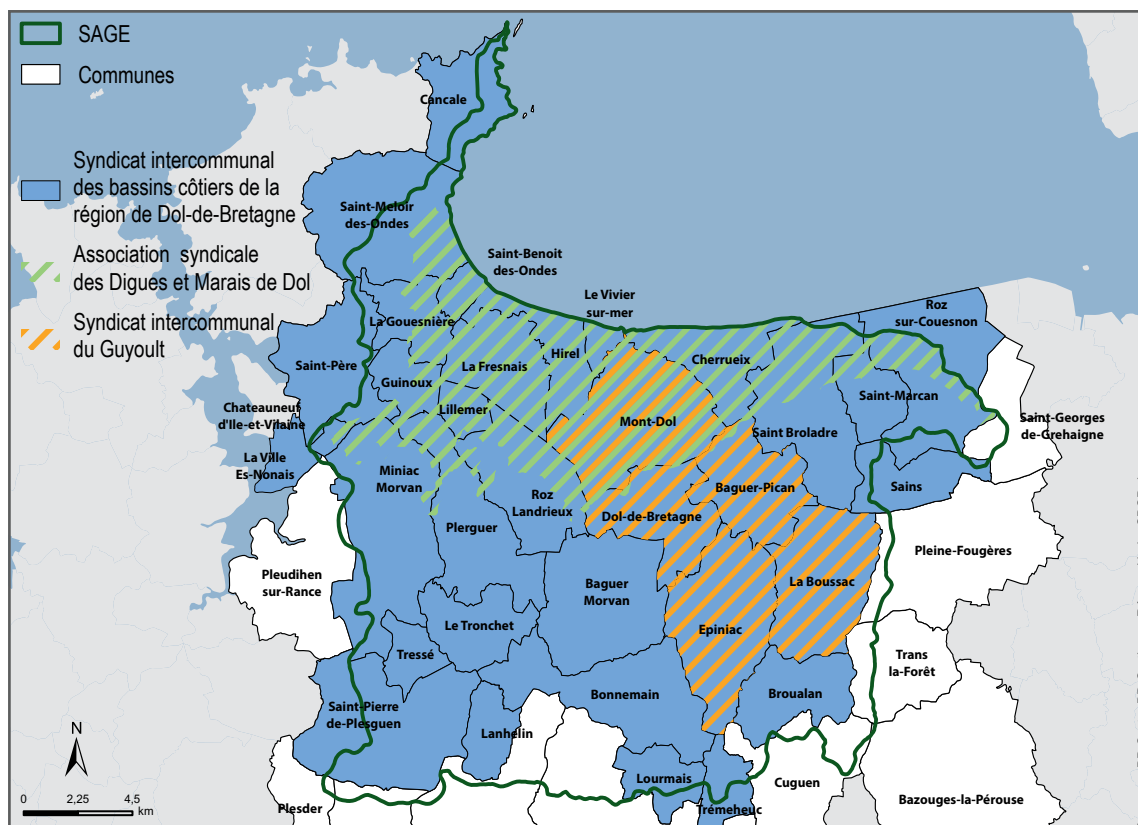 SAGE
Communes
Syndicat intercommunal
des bassins côtiers de la
région de Dol-de-Bretagne
Association syndicale
des Digues et Marais de Dol
Syndicat intercommunal
du Guyoult
Cancale
Saint-Meloir
des-Ondes
Saint-Benoit
des-Ondes
Le Vivier
sur-mer
Roz
sur-Couesnon
La Gouesnière
Hirel
Cherrueix
Saint-Père
La Fresnais
Guinoux
Saint-Marcan
Chateauneuf
d'Ile-et-Vilaine
Lillemer
Mont-Dol
Saint-Georges
de-Grehaigne
Saint Broladre
La Ville
Es-Nonais
Miniac
Morvan
Sains
Baguer-Pican
Roz
Landrieux
Dol-de-Bretagne
Plerguer
Pleine-Fougères
Pleudihen
sur-Rance
Baguer
Morvan
La Boussac
Le Tronchet
Epiniac
Tressé
Trans
la-Forêt
Bonnemain
Broualan
Saint-Pierre
de-Plesguen
Lanhelin
Lourmais
Cuguen
Plesder
Trémeheuc
Bazouges-la-Pérouse
N
0 2,25 4,5
km